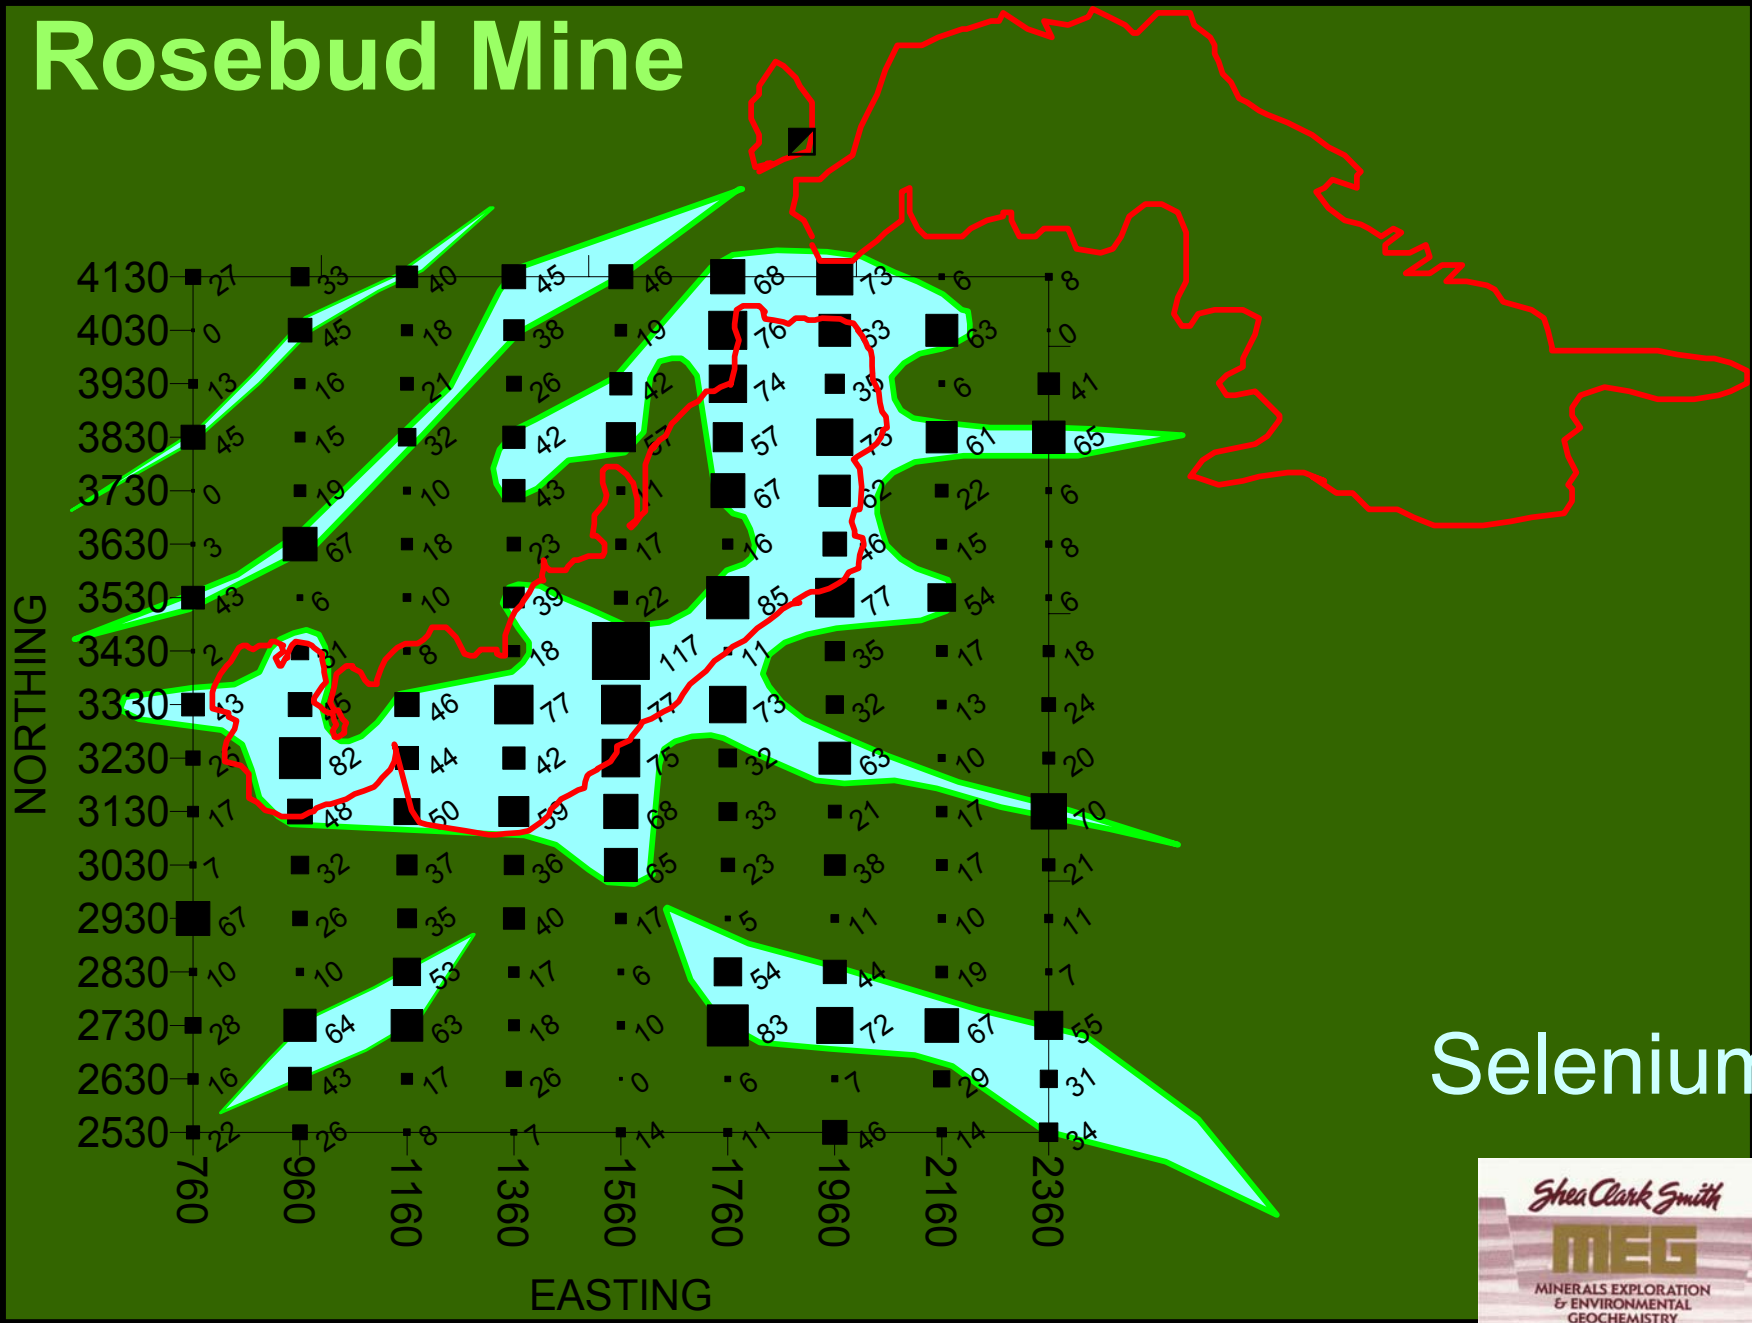 Rosebud Mine
4130 27 33 40 45 46 68 73 6 8
4030 0 45 18 38 19 76 63 63 0
3930 13 16 21 26 42 74 35 6 41
3830 45 15 32 42 57 57 73 61 65
3730 0 19 10 43 11 67 62 22 6
3630 3 67 18 23 17 16 46 15 8
3530 43 6 10 39 22 85 77 54 6
3430 2 31 8 18 117 11 35 17 18
3330 43 46 77 77 73 32 13 24
3230 25 82 44 42 75 32 63 10 20
3130 17 48 50 59 68 33 21 17 70
3030 7 32 37 36 65 23 38 17 21
2930 67 26 35 40 17 5 11 10 11
2830 10 10 53 17 6 54 44 19 7
2730 28 64 63 18 10 83 72 67 55
2630 16 43 17 26 0 6 7 29 31
2530 22 26 8 7 14 11 46 14 34
NORTHING
760 960 1160 1360 1560 1760 1960 2160 2360
EASTING
Selenium
Shea Clark Smith
MEG
MINERALS EXPLORATION
& ENVIRONMENTAL
GEOCHEMISTRY